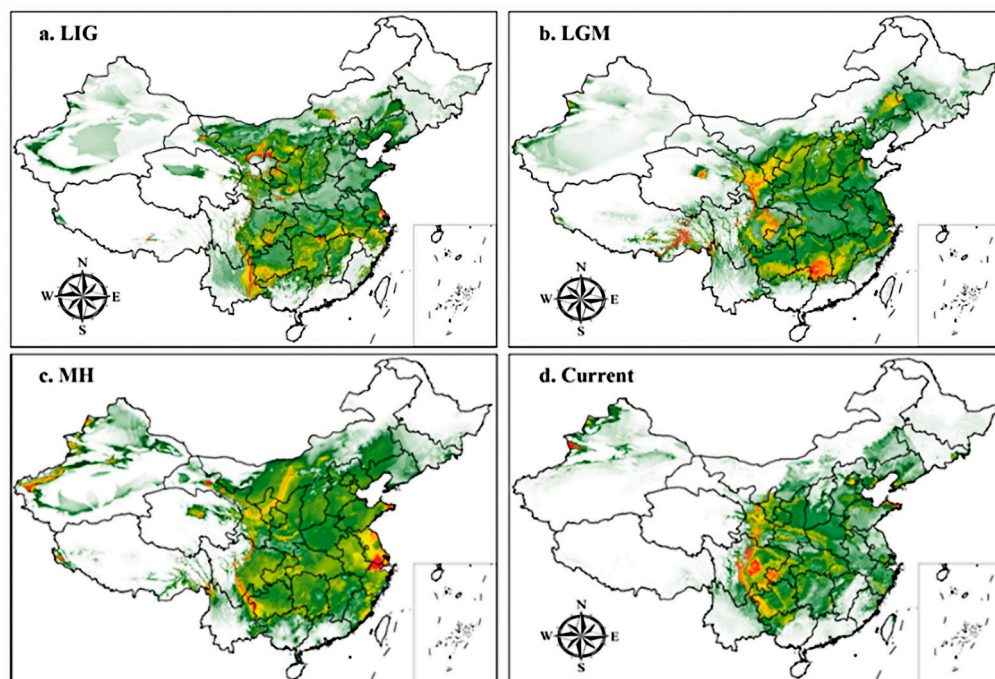 a. LIG
b. LGM
N
W E
S
N
W E
S
c. MH
d. Current
N
W E
S
N
W E
S